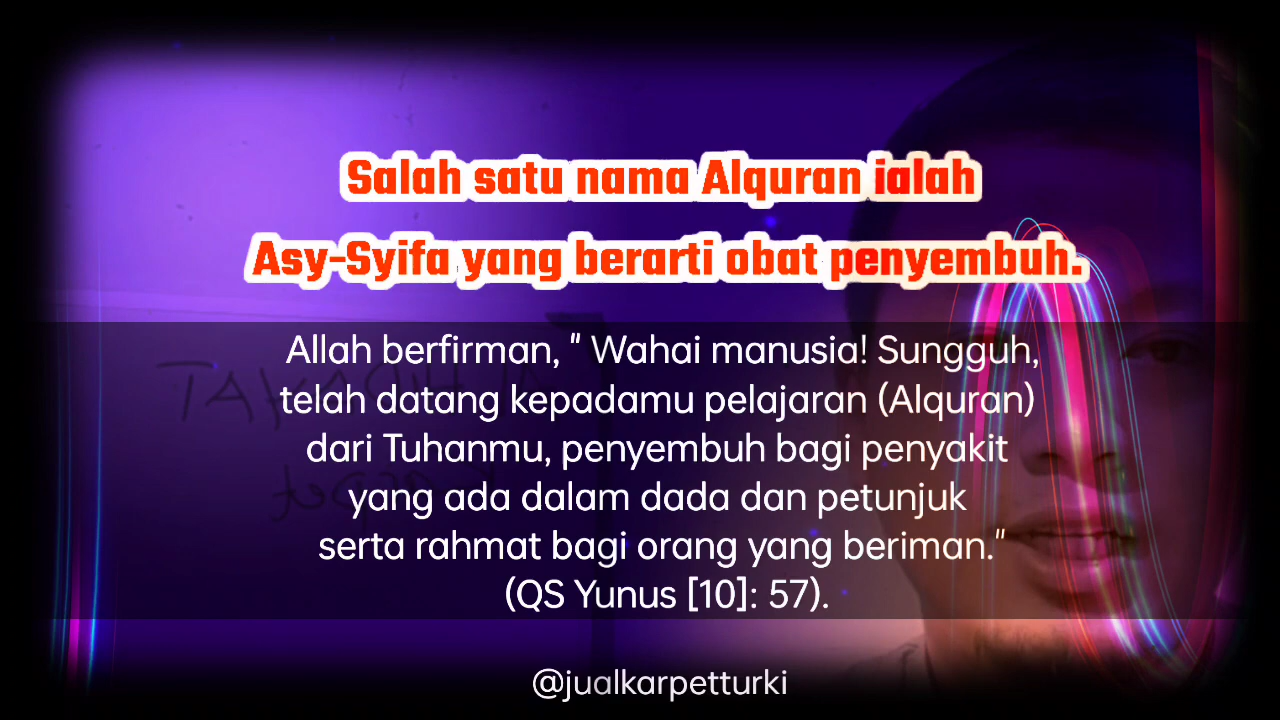 Salah satu nama Alquran ialah
Asy-Syifa yang berarti obat penyembuh.
Allah berfirman, " Wahai manusia! Sungguh,
telah datang kepadamu pelajaran (Alquran)
dari Tuhanmu, penyembuh bagi penyakit
yang ada dalam dada dan petunjuk
serta rahmat bagi orang yang beriman."
(QS Yunus [10]: 57).
HIDAYAT
Karpet
@jualkarpetturki